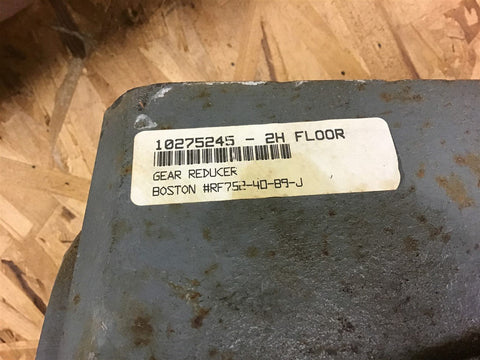 10275245 - 2H FLOOR
GEAR REDUCER
BOSTON #RF752-40-B9-J